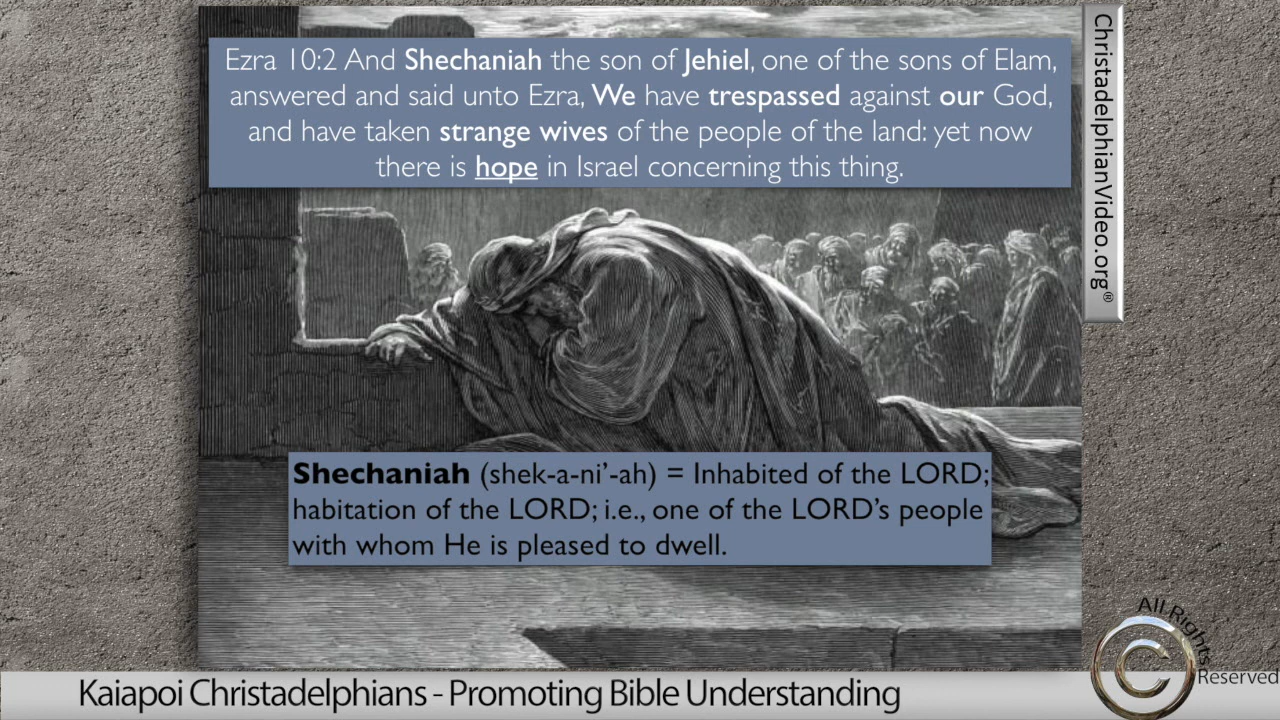 Ezra 10:2 And Shechaniah the son of Jehiel, one of the sons of Elam,
answered and said unto Ezra, We have trespassed against our God,
and have taken strange wives of the people of the land: yet now
there is hope in Israel concerning this thing.
ChristadelphianVideo.org®
Shechaniah (shek-a-ni’-ah) = Inhabited of the LORD;
habitation of the LORD; i.e., one of the LORD’s people
with whom He is pleased to dwell.
All Rights
Reserved
C
Kaiapoi Christadelphians - Promoting Bible Understanding